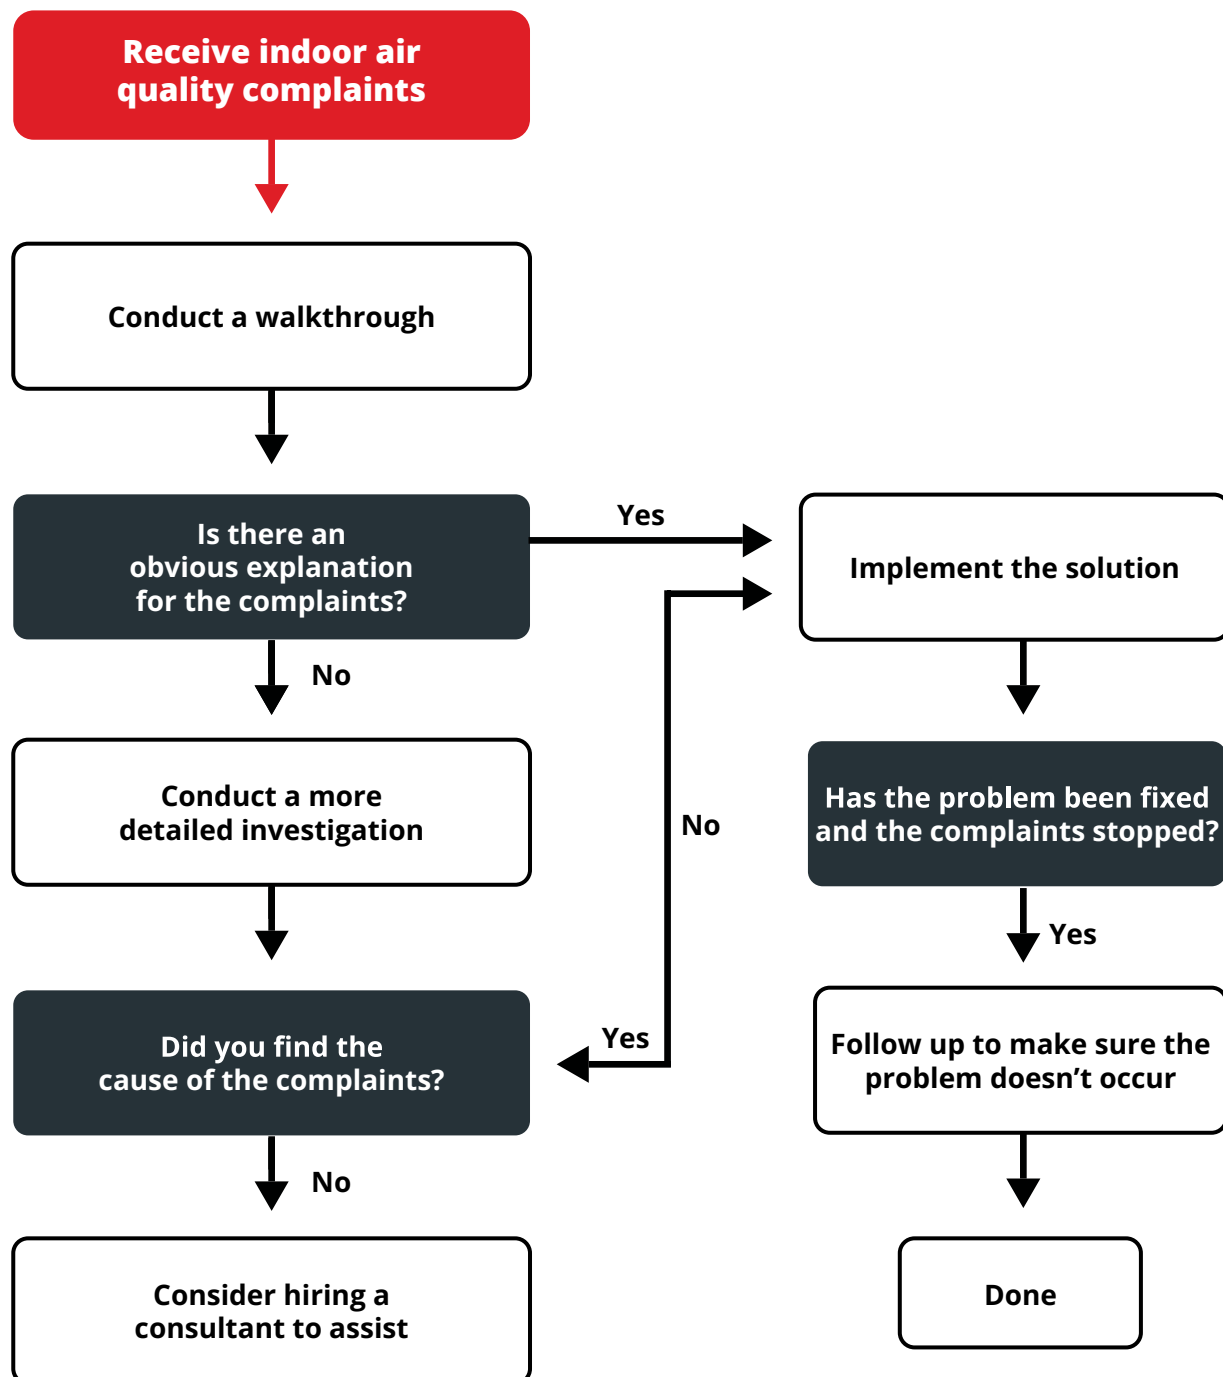 Receive indoor air
quality complaints
Conduct a walkthrough
Is there an
obvious explanation
for the complaints?
Yes
Implement the solution
No
Conduct a more
detailed investigation
No
Has the problem been fixed
and the complaints stopped?
Yes
Did you find the
cause of the complaints?
Yes
Follow up to make sure the
problem doesn’t occur
No
Consider hiring a
consultant to assist
Done